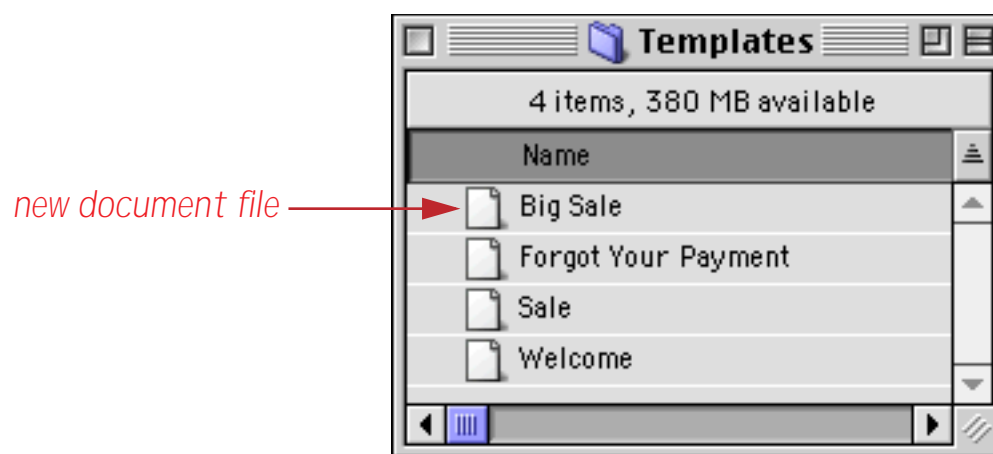 Templates
4 items, 380 MB available
Name
new document file
Big Sale
Forgot Your Payment
Sale
Welcome